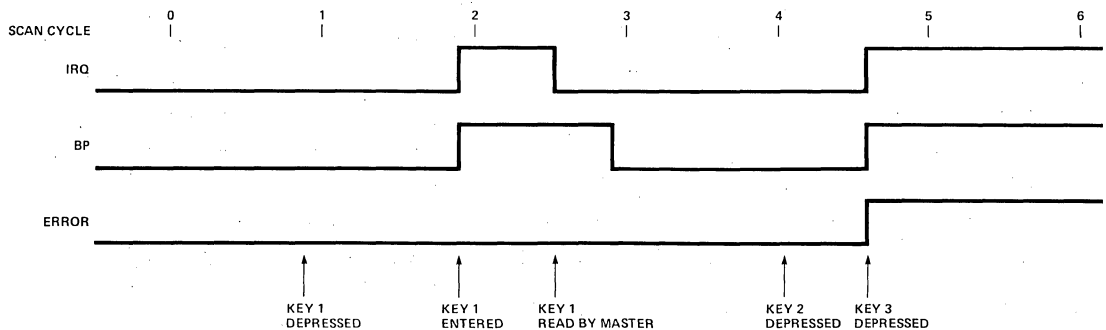 0 1 2 3 4 5 6
SCAN CYCLE
IRQ
BP
ERROR
KEY 1 DEPRESSED
KEY 1 ENTERED
KEY 1 READ BY MASTER
KEY 2 DEPRESSED
KEY 3 DEPRESSED